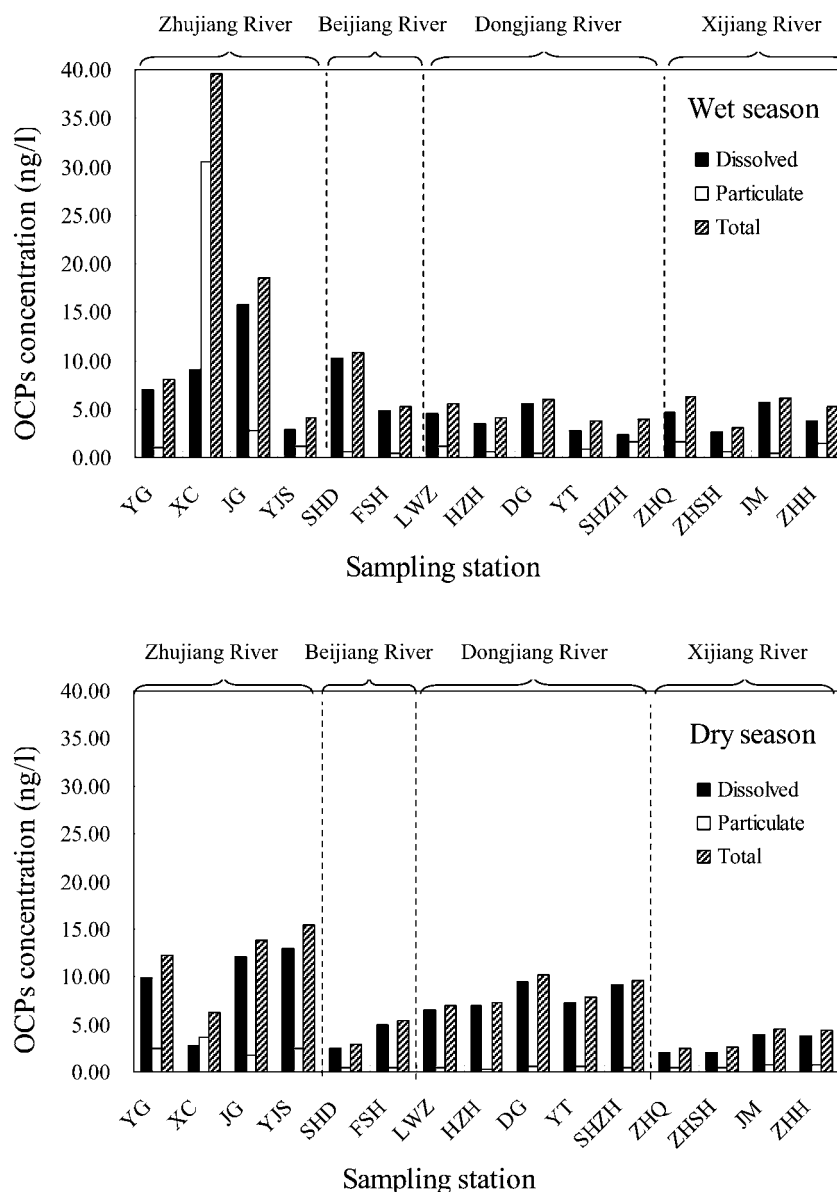 Zhujiang River Beijiang River Dongjiang River Xijiang River
40.00
35.00
30.00
25.00
20.00
15.00
10.00
5.00
0.00
OCPs concentration (ng/l)
Wet season
Dissolved
Particulate
Total
YG XC JG YJS SHD FSH LWZ HZH DG YT SHZH ZHQ ZHSH JM ZHH
Sampling station
Zhujiang River Beijiang River Dongjiang River Xijiang River
40.00
35.00
30.00
25.00
20.00
15.00
10.00
5.00
0.00
OCPs concentration (ng/l)
Dry season
Dissolved
Particulate
Total
YG XC JG YJS SHD FSH LWZ HZH DG YT SHZH ZHQ ZHSH JM ZHH
Sampling station